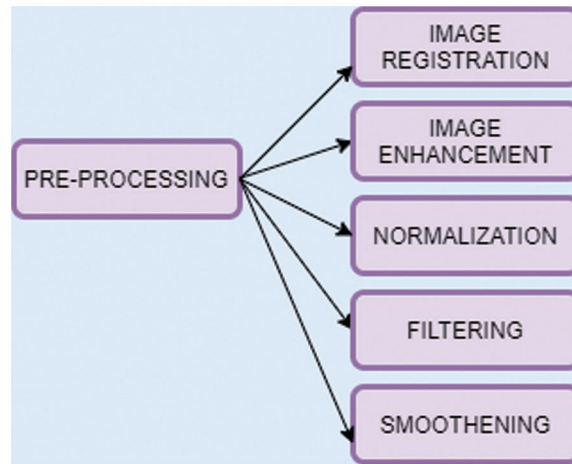 IMAGE
REGISTRATION
IMAGE
ENHANCEMENT
PRE-PROCESSING
NORMALIZATION
FILTERING
SMOOTHENING